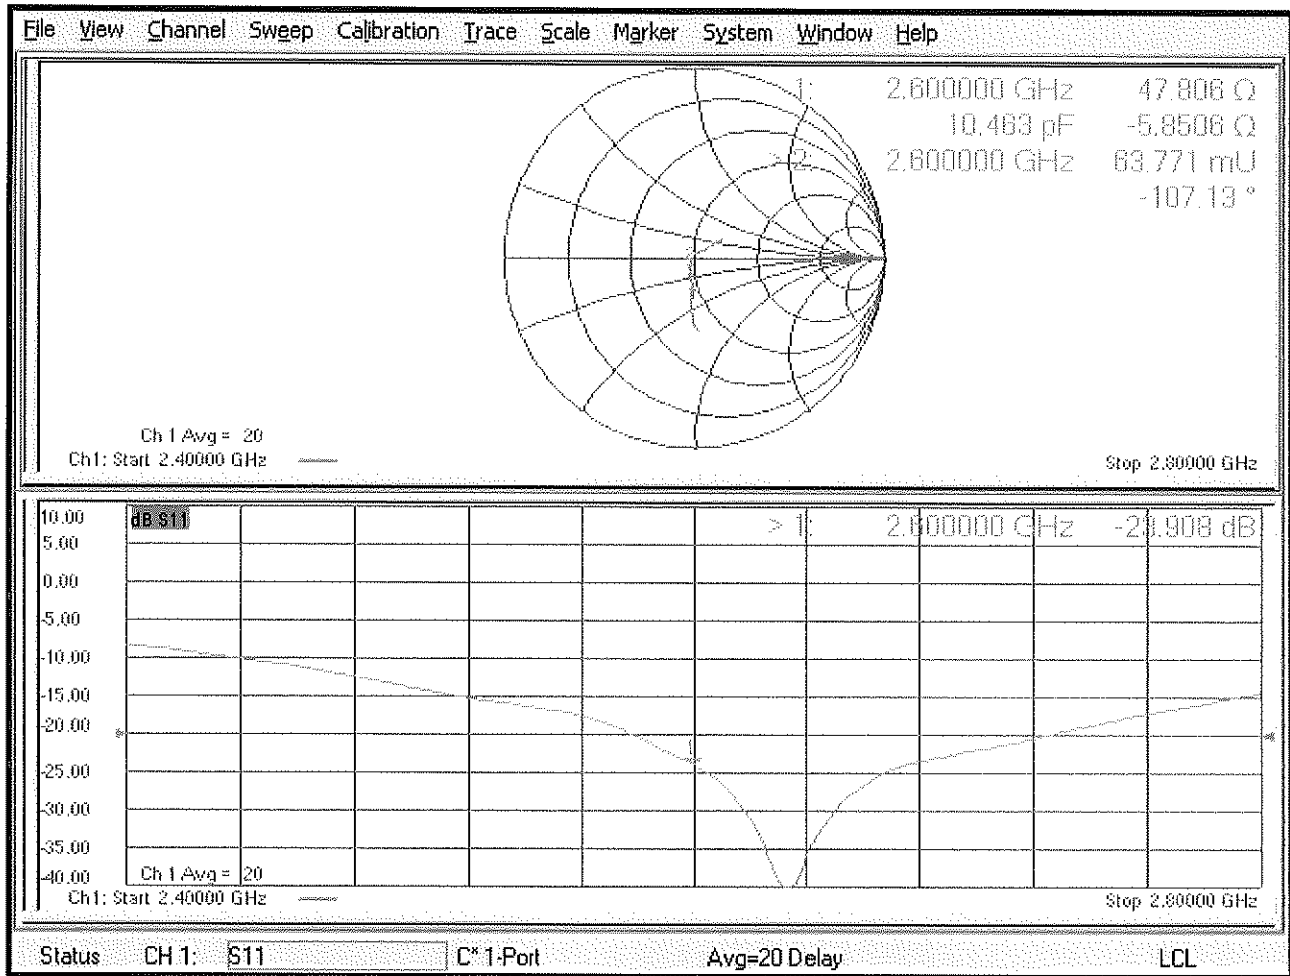 File View Channel Sweep Calibration Trace Scale Marker System Window Help
1: 2.600000 GHz 47.806 Ω
10.463 pF -5.8506 Ω
> 2: 2.600000 GHz 63.771 mU
-107.13 °
Ch 1 Avg = 20
Ch1: Start 2.40000 GHz
Stop 2.80000 GHz
10.00 dB S11
> 1: 2.600000 GHz -23.908 dB
5.00
0.00
-5.00
-10.00
-15.00
-20.00
-25.00
-30.00
-35.00
-40.00
Ch 1 Avg = 20
Ch1: Start 2.40000 GHz
Stop 2.80000 GHz
Status CH 1: S11 C* 1-Port Avg=20 Delay LCL